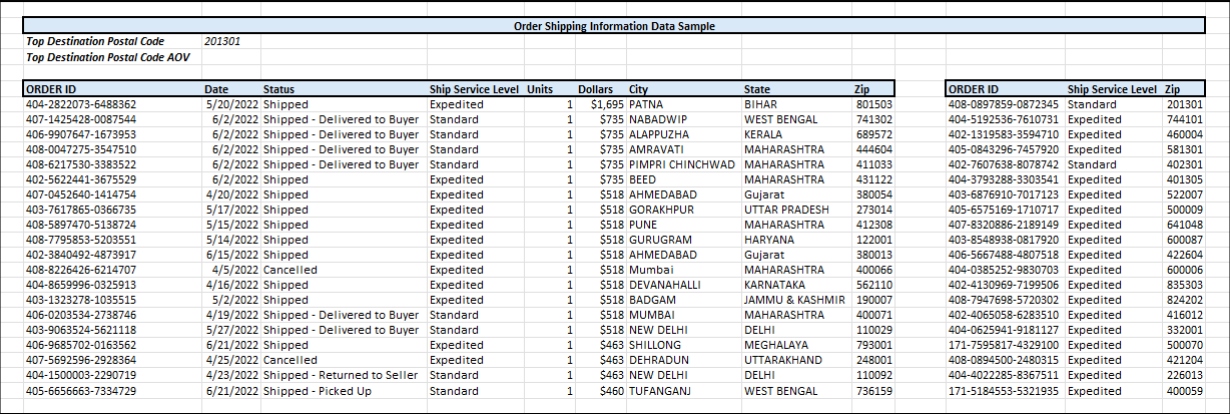 Order Shipping Information Data Sample
Top Destination Postal Code 201301
Top Destination Postal Code AOV
ORDER ID Date Status Ship Service Level Units Dollars City State Zip ORDER ID Ship Service Level Zip
404-2822073-6488362 5/20/2022 Shipped Expedited 1 $1,695 PATNA BIHAR 801503 408-0897859-0872345 Standard 201301
407-1425428-0087544 6/2/2022 Shipped - Delivered to Buyer Standard 1 $735 NABADWIP WEST BENGAL 741302 404-5192536-7610731 Expedited 744101
406-9907647-1673953 6/2/2022 Shipped - Delivered to Buyer Standard 1 $735 ALAPPUZHA KERALA 689572 402-1319583-3594710 Expedited 460004
408-0047275-3547510 6/2/2022 Shipped - Delivered to Buyer Standard 1 $735 AMRAVATI MAHARASHTRA 444604 405-0843296-7457920 Expedited 581301
408-6217530-3383522 6/2/2022 Shipped - Delivered to Buyer Standard 1 $735 PIMPRI CHINCHWAD MAHARASHTRA 411033 402-7607638-8078742 Standard 402301
402-5622441-3675529 6/2/2022 Shipped Expedited 1 $735 BEED MAHARASHTRA 431122 404-3793288-3303541 Expedited 401305
407-0452640-1414754 4/20/2022 Shipped Expedited 1 $518 AHMEDABAD Gujarat 380054 403-6876910-7017123 Expedited 522007
403-7617865-0366735 5/17/2022 Shipped Expedited 1 $518 GORAKHPUR UTTAR PRADESH 273014 405-6575169-1710717 Expedited 500009
408-5897470-5138724 5/15/2022 Shipped Expedited 1 $518 PUNE MAHARASHTRA 412308 407-8320886-2189149 Expedited 641048
408-7795853-5203551 5/14/2022 Shipped Expedited 1 $518 GURUGRAM HARYANA 122001 403-8548938-0817920 Expedited 600087
402-3840492-4873917 6/15/2022 Shipped Expedited 1 $518 AHMEDABAD Gujarat 380013 406-5667488-4807518 Expedited 422604
408-8226426-6214707 4/5/2022 Cancelled Expedited 1 $518 Mumbai MAHARASHTRA 400066 404-0385252-9830703 Expedited 600006
404-8659996-0325913 4/16/2022 Shipped Expedited 1 $518 DEVANAHALLI KARNATAKA 562110 402-4130969-7199506 Expedited 835303
403-1323278-1035515 5/2/2022 Shipped Expedited 1 $518 BADGAM JAMMU & KASHMIR 190007 408-7947698-5720302 Expedited 824202
406-0203534-2738746 4/19/2022 Shipped - Delivered to Buyer Standard 1 $518 MUMBAI MAHARASHTRA 400071 402-4065058-6283510 Expedited 416012
403-9063524-5621118 5/27/2022 Shipped - Delivered to Buyer Standard 1 $518 NEW DELHI DELHI 110029 404-0625941-9181127 Expedited 332001
406-9685702-0163562 6/21/2022 Shipped Expedited 1 $463 SHILLONG MEGHALAYA 793001 171-7595817-4329100 Expedited 500070
407-5692596-2928364 4/25/2022 Cancelled Expedited 1 $463 DEHRADUN UTTARAKHAND 248001 408-0894500-2480315 Expedited 421204
404-1500003-2290719 4/23/2022 Shipped - Returned to Seller Standard 1 $463 NEW DELHI DELHI 110092 404-4022285-8367511 Expedited 226013
405-6656663-7334729 6/21/2022 Shipped - Picked Up Standard 1 $460 TUFANGANJ WEST BENGAL 736159 171-5184553-5321935 Expedited 400059